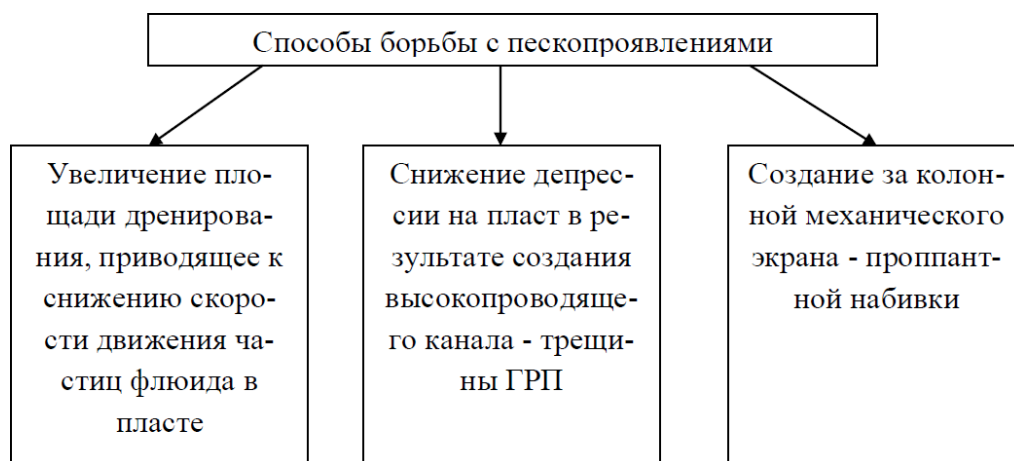 Способы борьбы с пескопроявлениями
Увеличение пло-
щади дренирова-
ния, приводящее к
снижению скоро-
сти движения ча-
стиц флюида в
пласте
Снижение депрес-
сии на пласт в ре-
зультате создания
высокопроводяще-
го канала - трещи-
ны ГРП
Создание за колон-
ной механического
экрана - проппант-
ной набивки